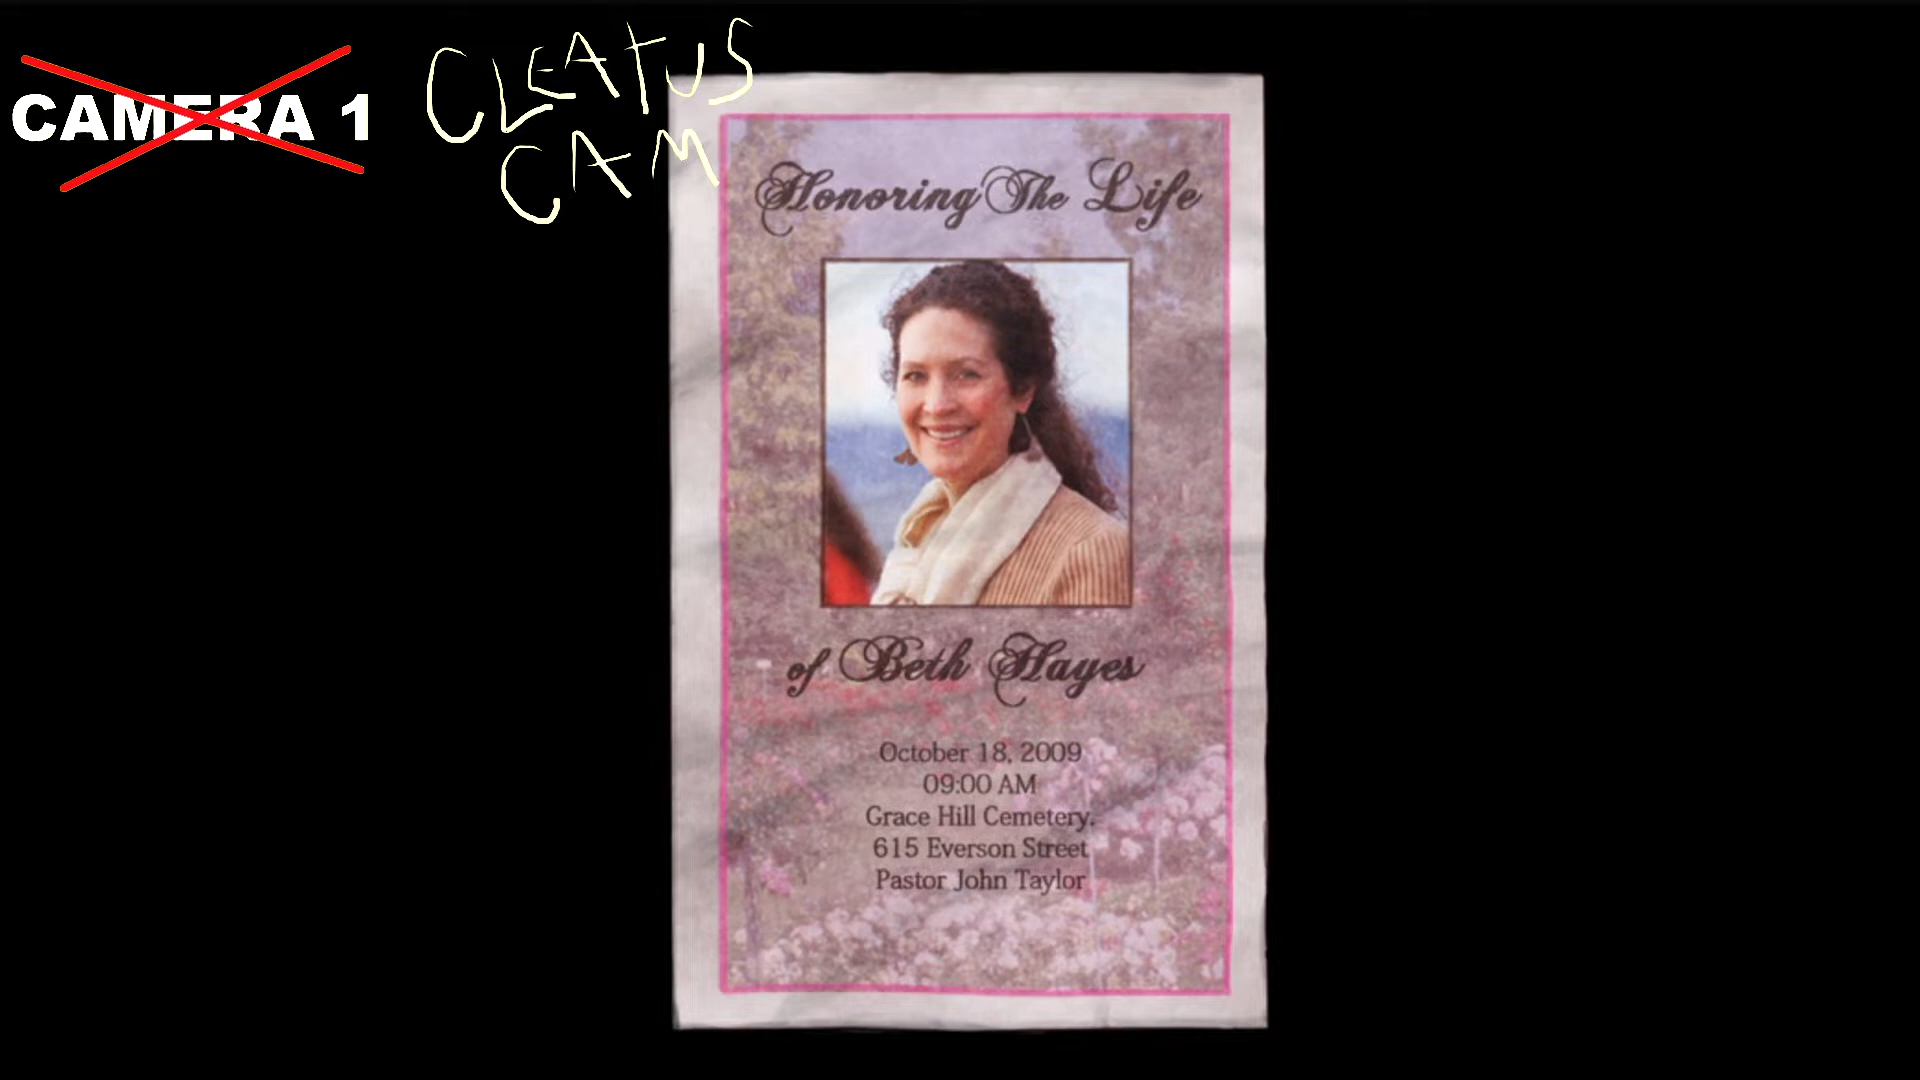 CAMERA 1
CLEATUS
CAM
Honoring The Life
of Beth Hayes
October 18, 2009
09:00 AM
Grace Hill Cemetery.
615 Everson Street
Pastor John Taylor